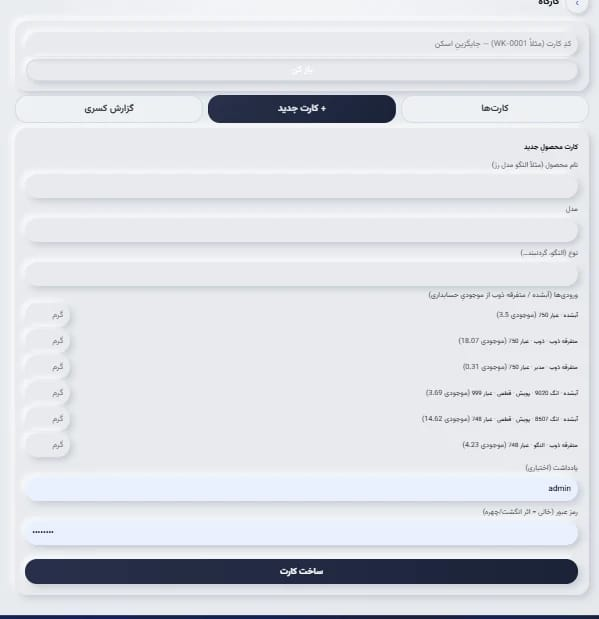 کارگاه
کد کارت (مثلاً WK-0001) — جایگزین اسکن
باز کن
کارت‌ها
+ کارت جدید
گزارش کسری
کارت محصول جدید
نام محصول (مثلاً النگو مدل رز)
مدل
نوع (النگو، گردنبند...)
ورودی‌ها (آبشده / متفرقه ذوب از موجودی حسابداری)
آبشده · عیار 750 (موجودی 3.5) گرم
متفرقه ذوب · ذوب · عیار 750 (موجودی 18.07) گرم
متفرقه ذوب · مدبر · عیار 750 (موجودی 0.31) گرم
آبشده · انگ 9020 · پویش · قطعی · عیار 999 (موجودی 3.69) گرم
آبشده · انگ 8507 · پویش · قطعی · عیار 748 (موجودی 14.62) گرم
متفرقه ذوب · النگو · عیار 748 (موجودی 4.23) گرم
یادداشت (اختیاری)
admin
رمز عبور (خالی = اثر انگشت/چهره)
ساخت کارت